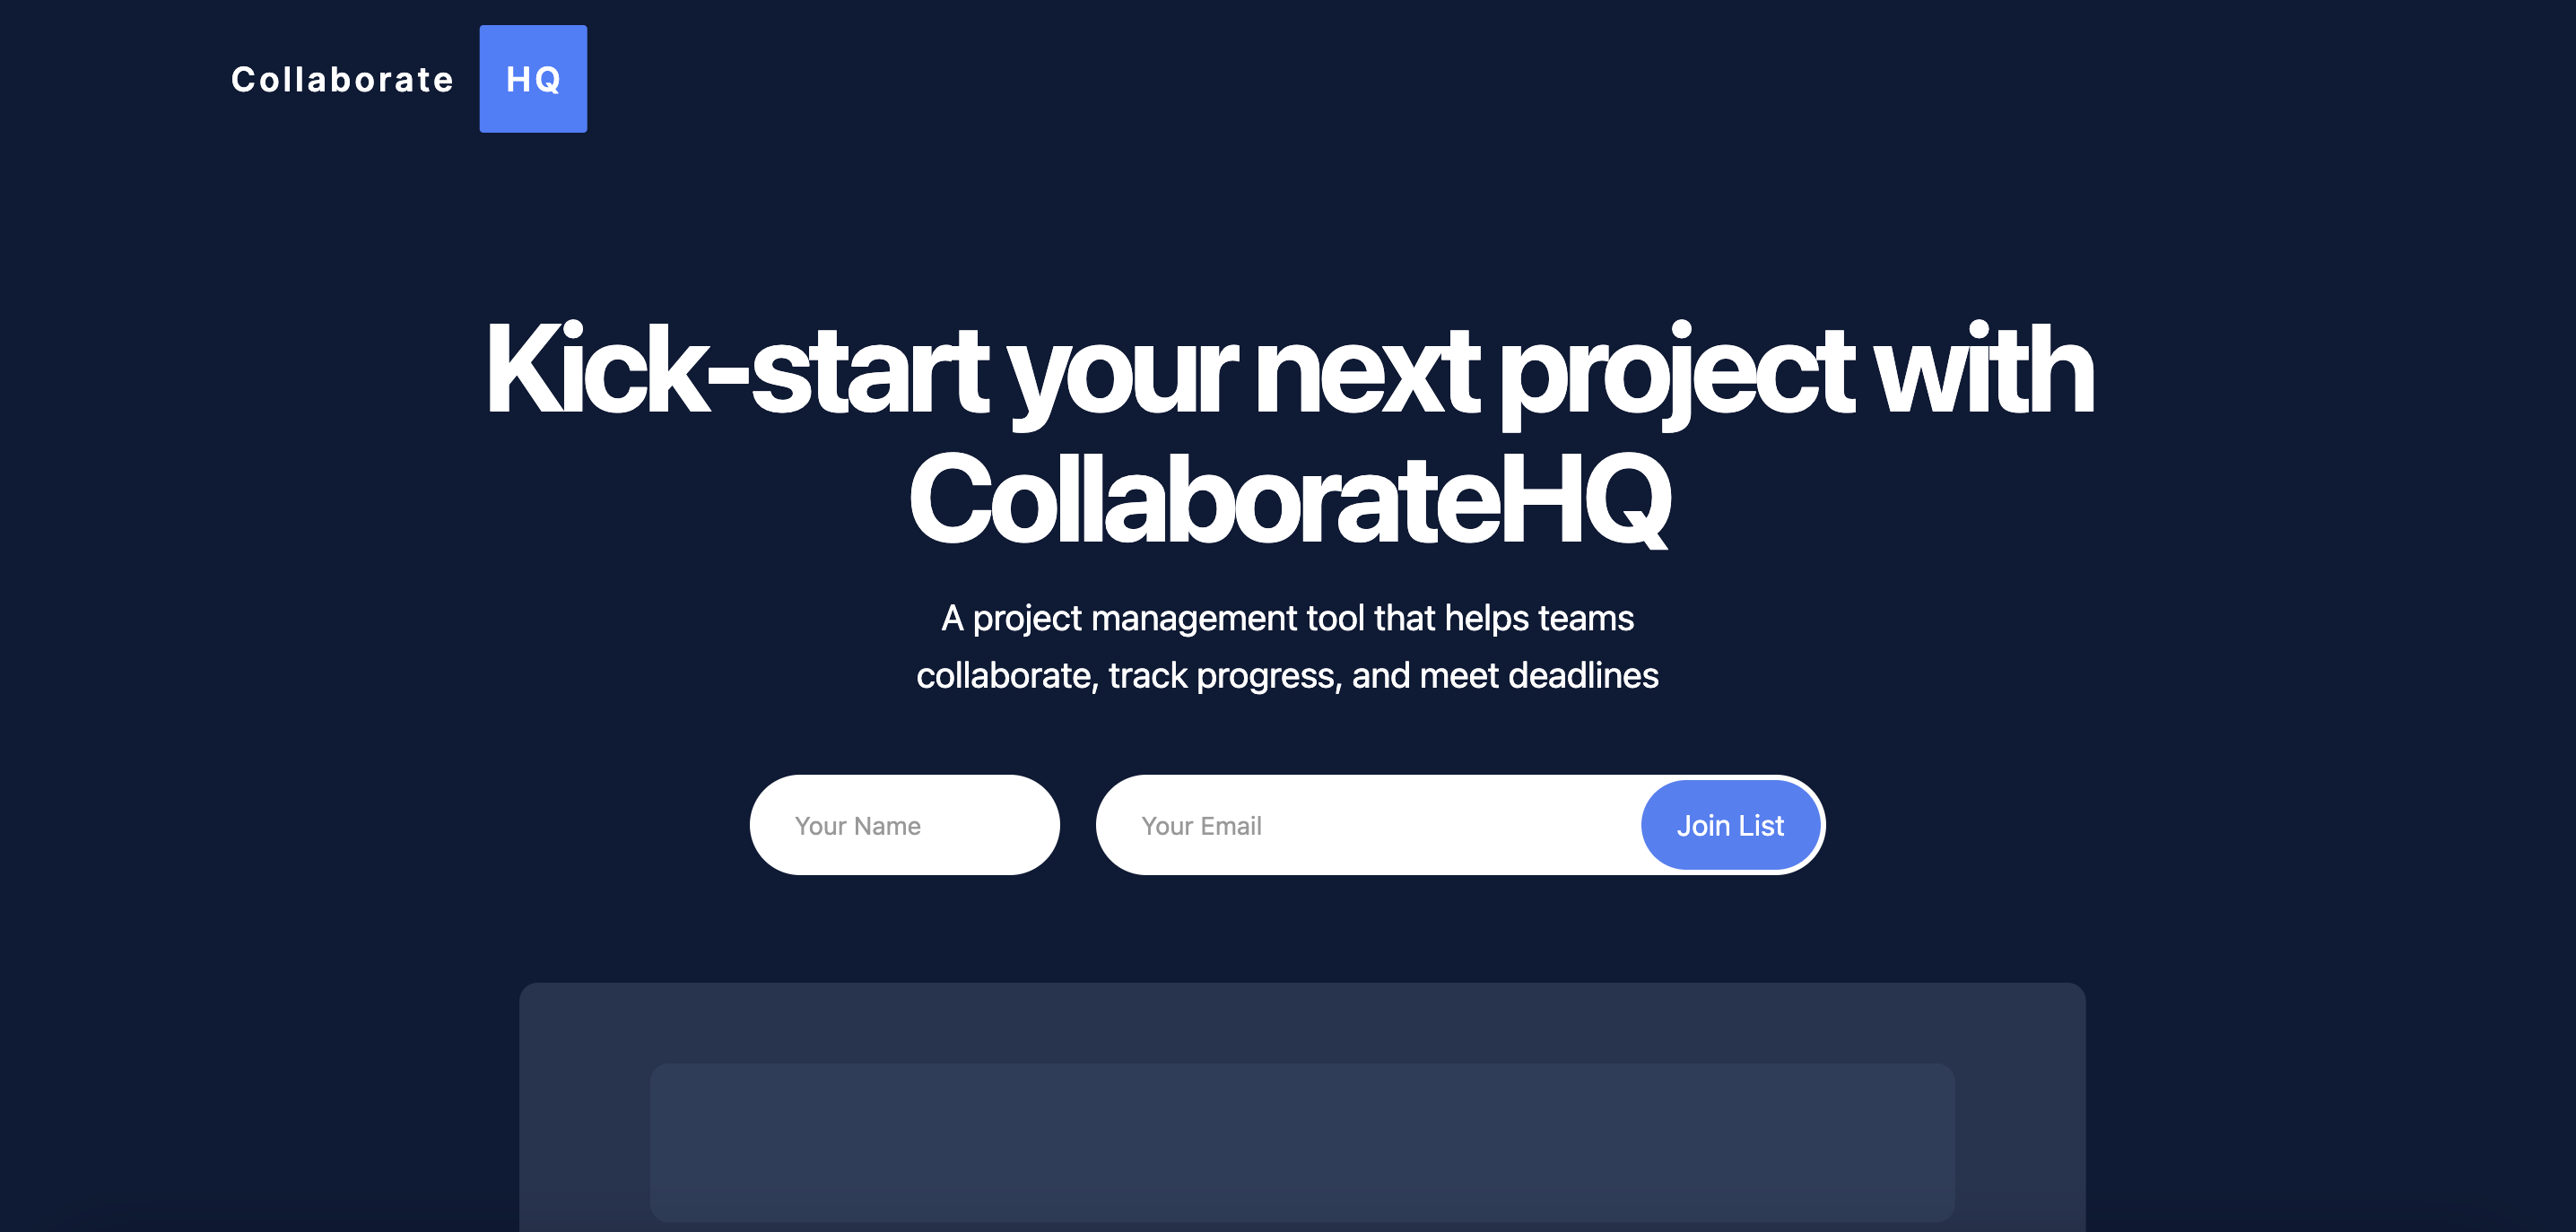 Collaborate HQ
Kick-start your next project with
CollaborateHQ
A project management tool that helps teams
collaborate, track progress, and meet deadlines
Your Name Your Email Join List